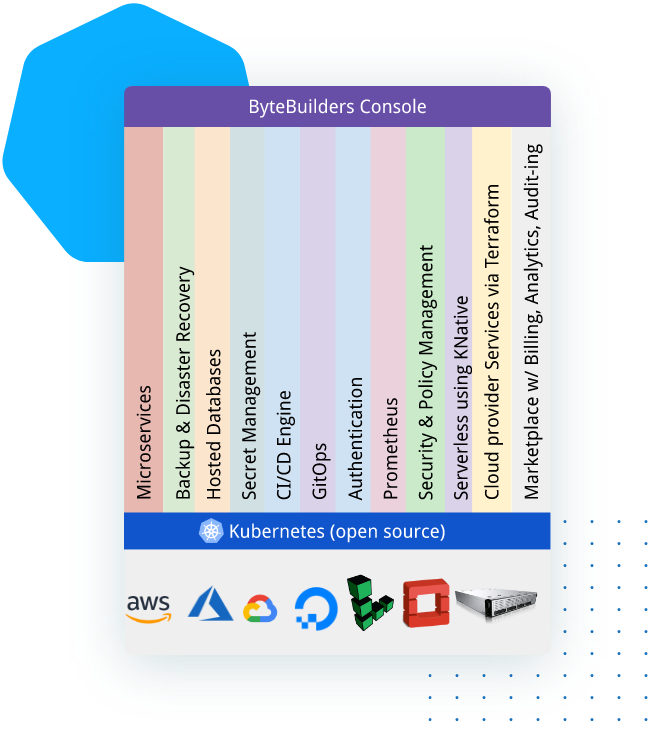 ByteBuilders Console
Microservices
Backup & Disaster Recovery
Hosted Databases
Secret Management
CI/CD Engine
GitOps
Authentication
Prometheus
Security & Policy Management
Serverless using KNative
Cloud provider Services via Terraform
Marketplace w/ Billing, Analytics, Audit-ing
Kubernetes (open source)
aws